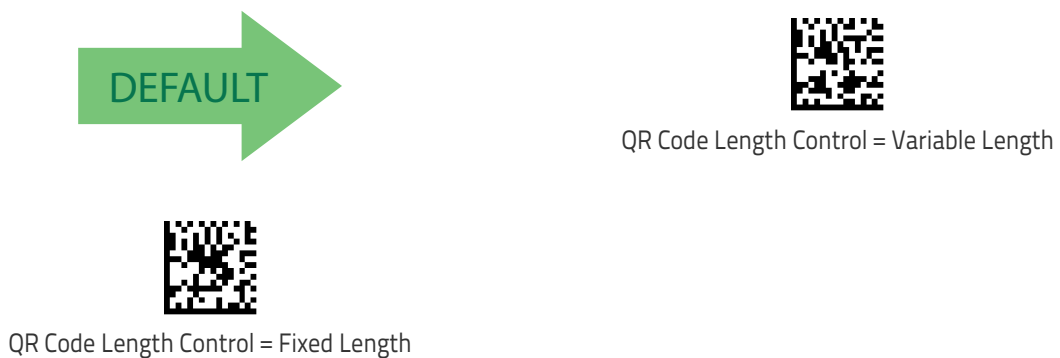 DEFAULT
QR Code Length Control = Variable Length
QR Code Length Control = Fixed Length